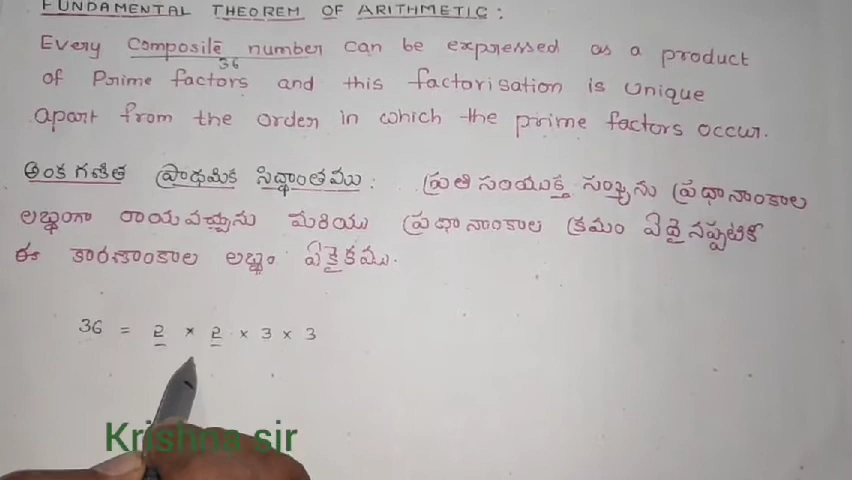 FUNDAMENTAL THEOREM OF ARITHMETIC :
Every composite number can be expressed as a product
36
of Prime factors and this factorisation is unique
apart from the order in which the prime factors occur.
అంక గణిత ప్రాథమిక సిద్ధాంతము : ప్రతి సంయుక్త సంఖ్యను ప్రధానాంకాల
లబ్ధంగా రాయవచ్చును మరియు ప్రధానాంకాల క్రమం ఏదైనప్పటికీ
ఈ కారణాంకాల లబ్ధం ఏకైకము.
36 = 2 × 2 × 3 × 3
Krishna sir